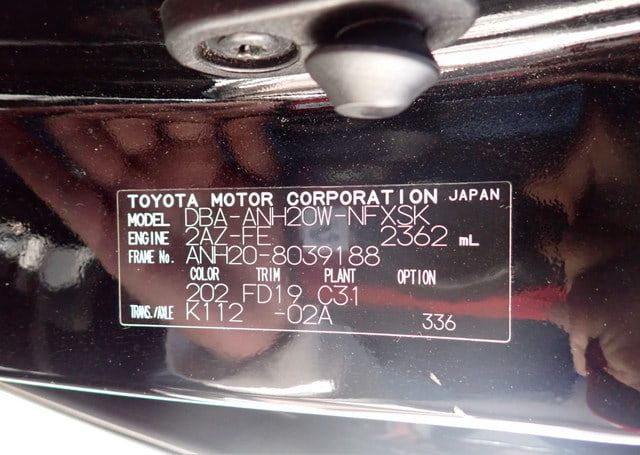 TOYOTA MOTOR CORPORATION JAPAN
MODEL DBA-ANH20W-NFXSK
ENGINE 2AZ-FE 2362 mL
FRAME No. ANH20-8039188
COLOR TRIM PLANT OPTION
202 FD19 C31
TRANS./AXLE K112 -02A 336